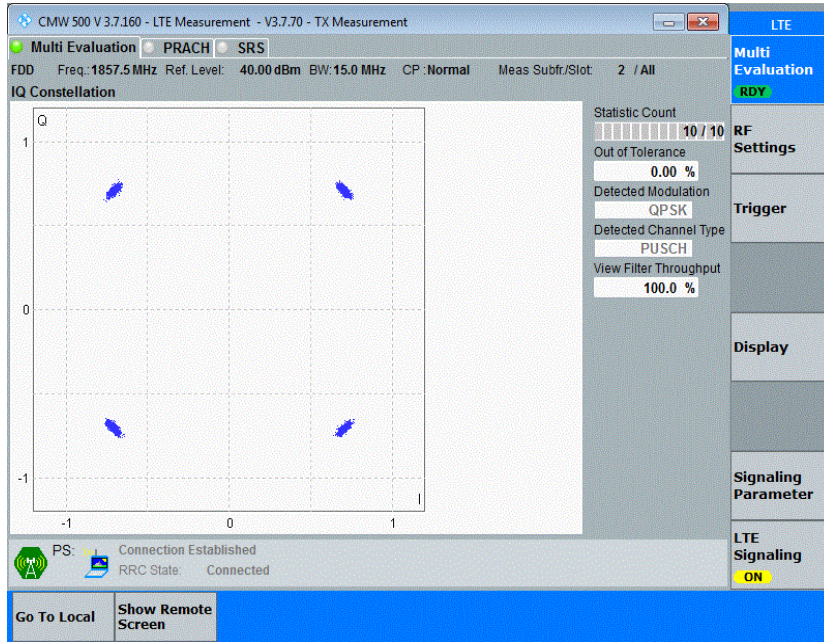 CMW 500 V 3.7.160 - LTE Measurement - V3.7.70 - TX Measurement
LTE
Multi Evaluation PRACH SRS
Multi
Evaluation
RDY
FDD Freq.: 1857.5 MHz Ref. Level: 40.00 dBm BW: 15.0 MHz CP : Normal Meas Subfr./Slot: 2 / All
IQ Constellation
Q
1
0
-1
-1 0 1
I
Statistic Count
10 / 10
Out of Tolerance
0.00 %
Detected Modulation
QPSK
Detected Channel Type
PUSCH
View Filter Throughput
100.0 %
RF
Settings
Trigger
Display
Signaling
Parameter
LTE
Signaling
ON
PS: Connection Established
RRC State: Connected
Go To Local
Show Remote
Screen